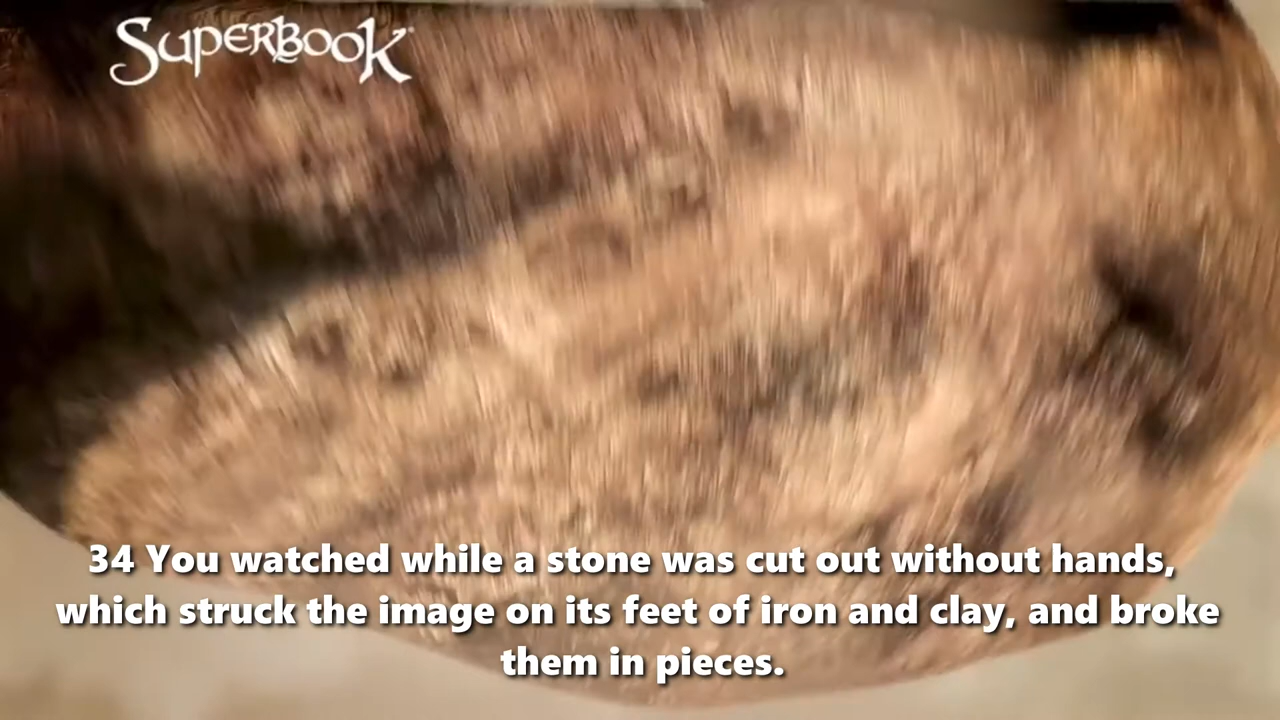 SUPERBOOK
34 You watched while a stone was cut out without hands,
which struck the image on its feet of iron and clay, and broke
them in pieces.